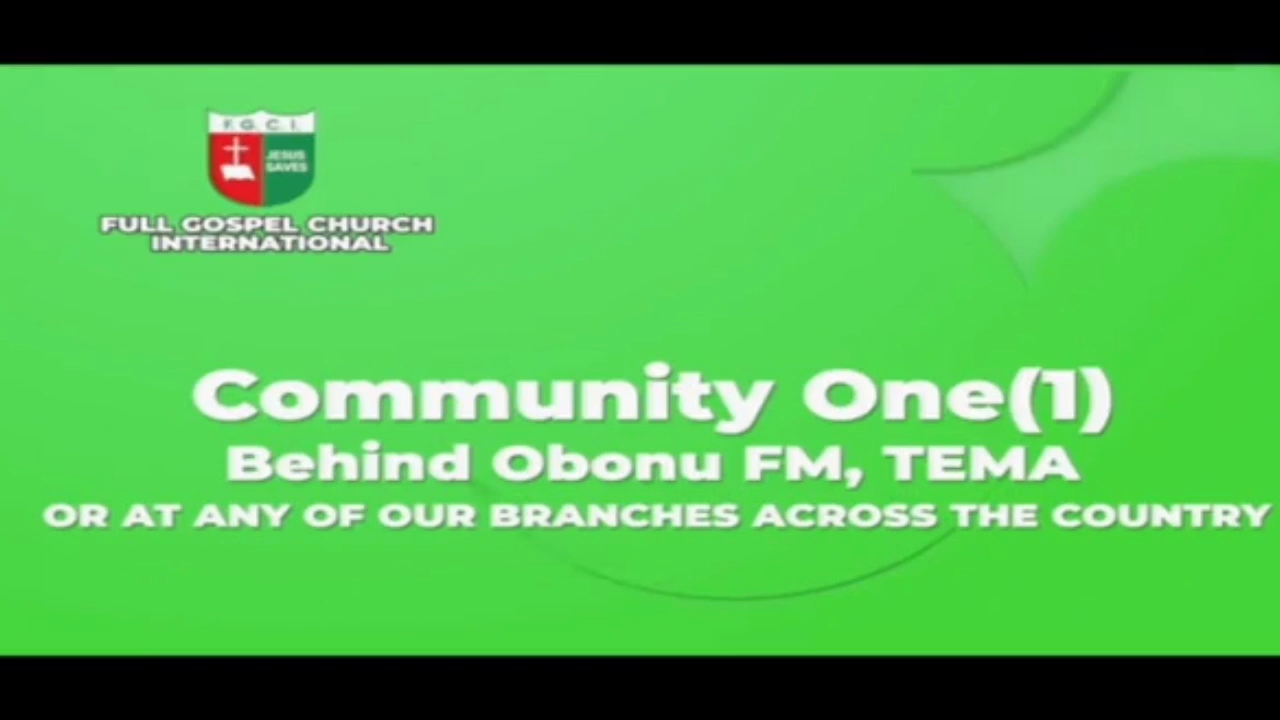 F. G. C. I.
JESUS
SAVES
FULL GOSPEL CHURCH
INTERNATIONAL
Community One(1)
Behind Obonu FM, TEMA
OR AT ANY OF OUR BRANCHES ACROSS THE COUNTRY